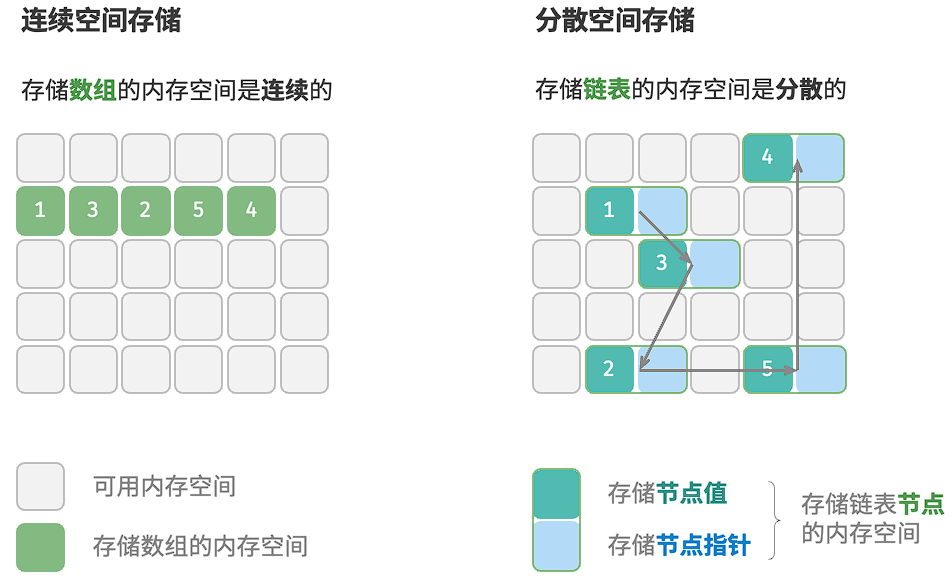 连续空间存储
存储数组的内存空间是连续的
1 3 2 5 4
可用内存空间
存储数组的内存空间
分散空间存储
存储链表的内存空间是分散的
4
1
3
2 5
存储节点值
存储节点指针
存储链表节点
的内存空间